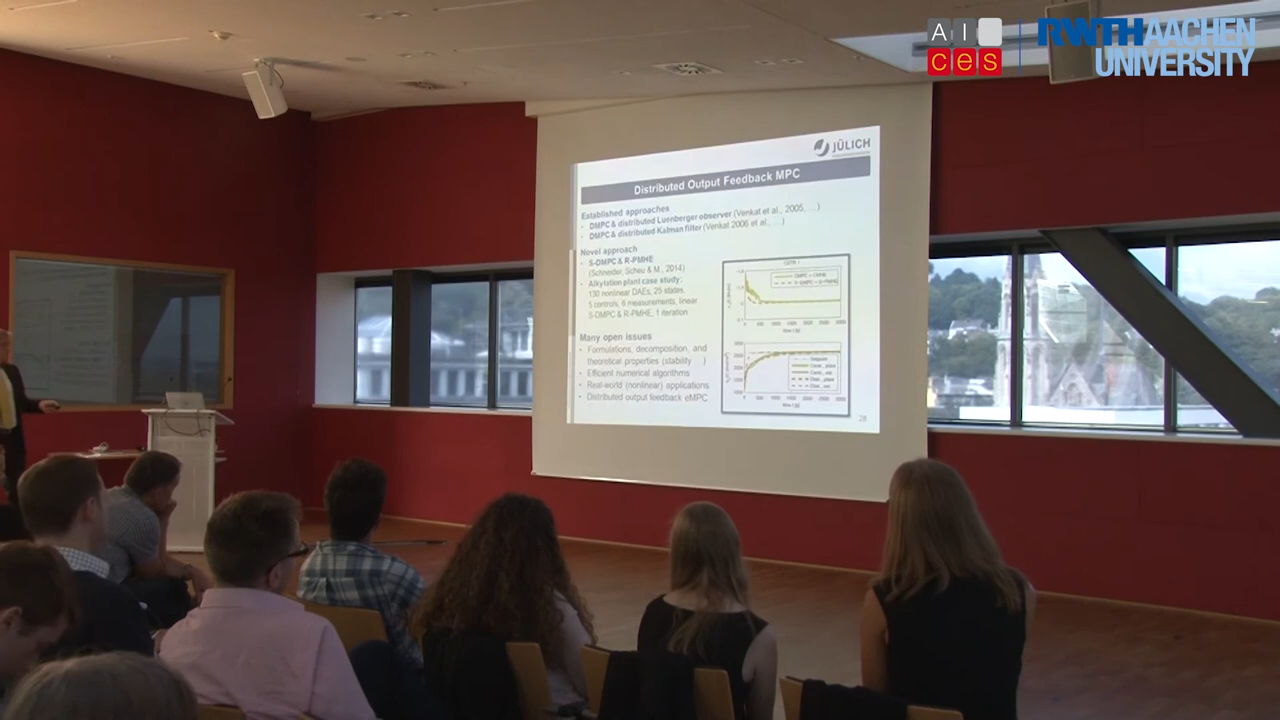 AICES
RWTH AACHEN
UNIVERSITY
JÜLICH
Distributed Output Feedback MPC
Established approaches
• DMPC & distributed Luenberger observer (Venkat et al., 2005, …)
• DMPC & distributed Kalman filter (Venkat 2006 et al., …)
Novel approach
• S-DMPC & R-PMHE
(Schneider, Scheu & M., 2014)
• Alkylation plant case study:
130 nonlinear DAEs, 25 states,
5 controls, 6 measurements, linear
S-DMPC & R-PMHE, 1 iteration
Many open issues
• Formulations, decomposition, and
theoretical properties (stability …)
• Efficient numerical algorithms
• Real-world (nonlinear) applications
• Distributed output feedback eMPC
28